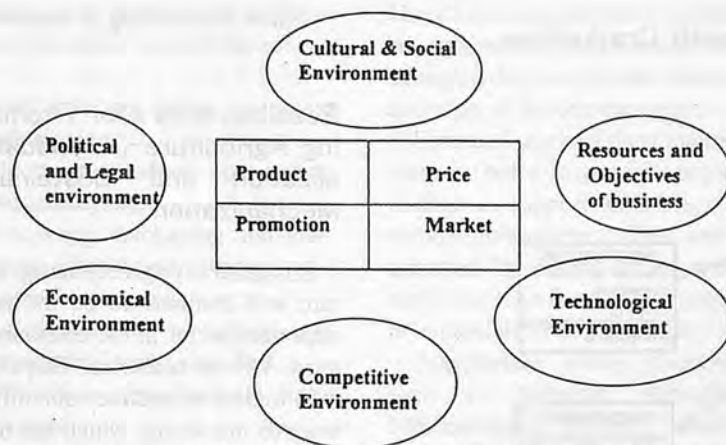 Cultural & Social
Environment
Political
and Legal
environment
Product
Price
Resources and
Objectives
of business
Promotion
Market
Economical
Environment
Technological
Environment
Competitive
Environment